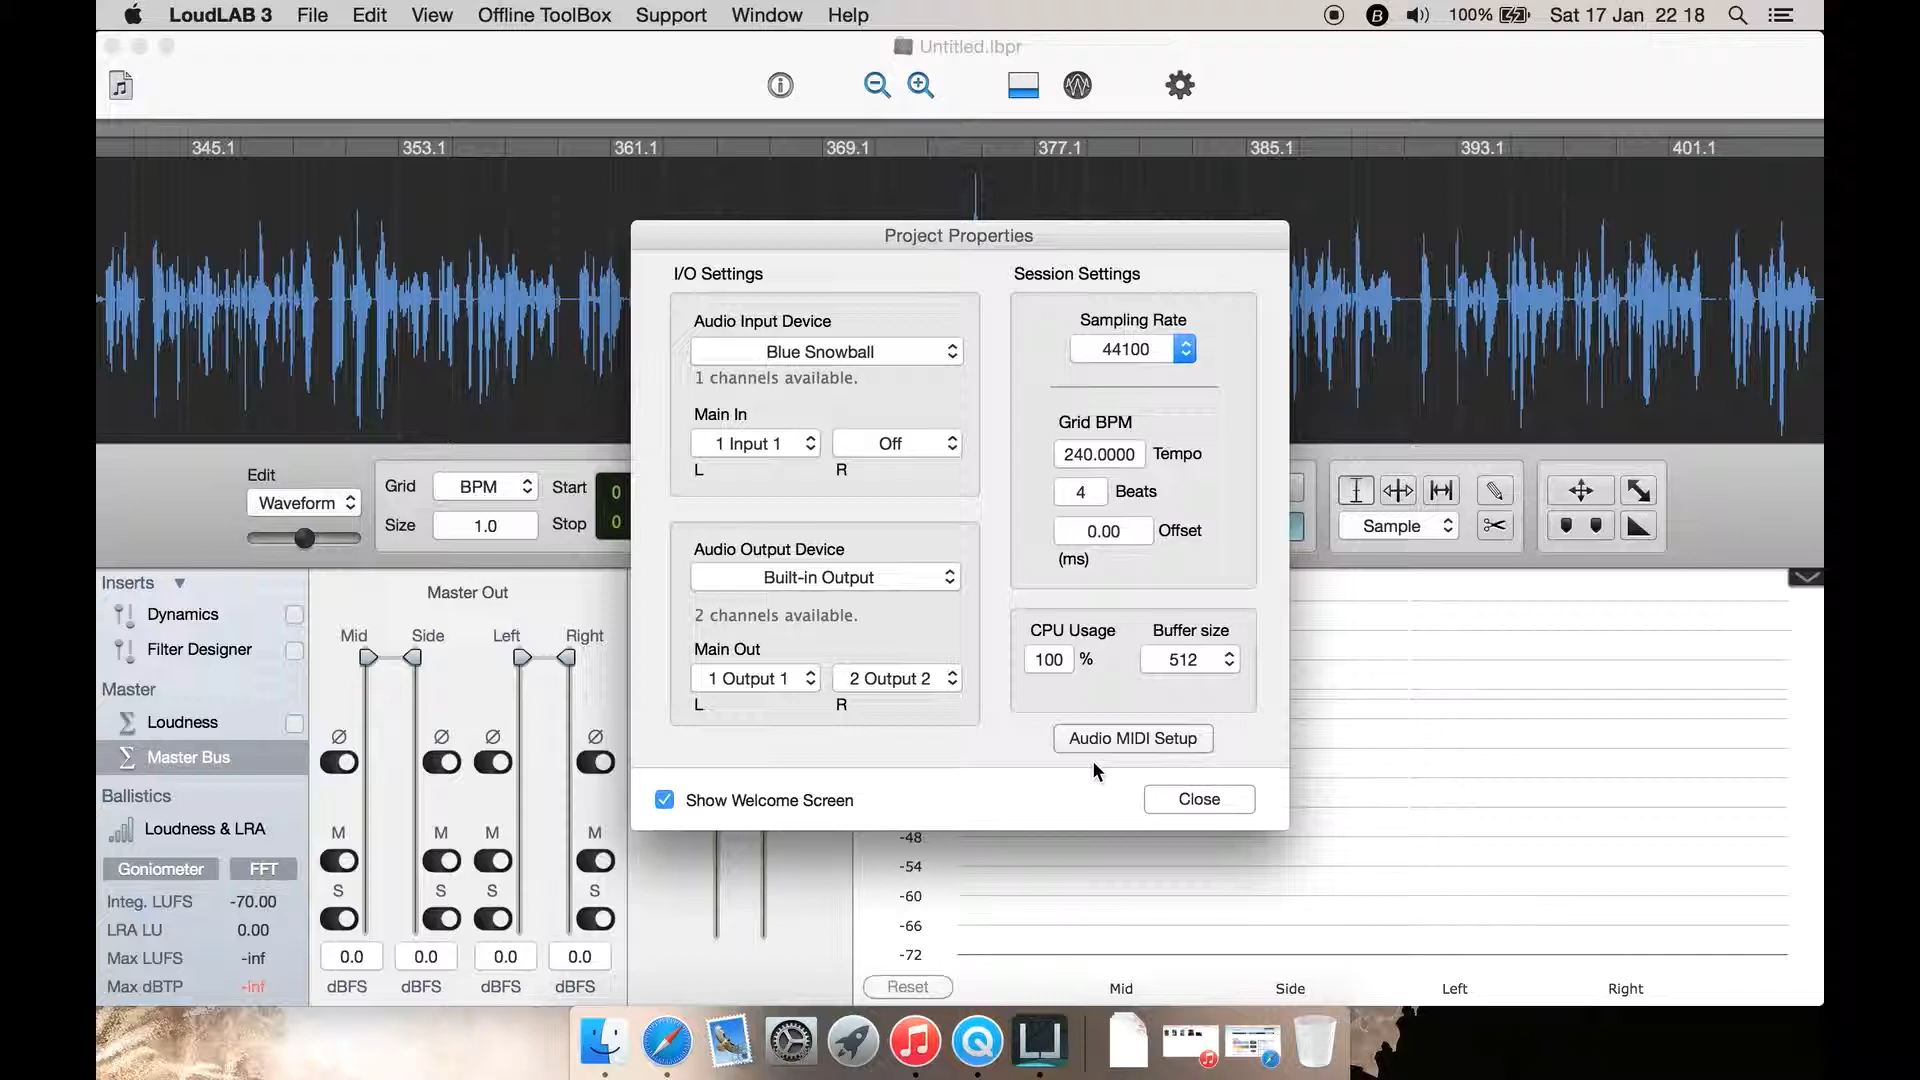 LoudLAB 3 File Edit View Offline ToolBox Support Window Help 100% Sat 17 Jan 22 18
Untitled.lbpr
345.1 353.1 361.1 369.1 377.1 385.1 393.1 401.1
Project Properties
I/O Settings
Audio Input Device
Blue Snowball
1 channels available.
Main In
1 Input 1 Off
L R
Audio Output Device
Built-in Output
2 channels available.
Main Out
1 Output 1 2 Output 2
L R
Session Settings
Sampling Rate
44100
Grid BPM
240.0000 Tempo
4 Beats
0.00 Offset
(ms)
CPU Usage Buffer size
100 % 512
Audio MIDI Setup
Show Welcome Screen
Close
Edit
Waveform
Grid BPM Start 0
Size 1.0 Stop 0
Sample
Inserts
Dynamics
Filter Designer
Master
Loudness
Master Bus
Ballistics
Loudness & LRA
Goniometer FFT
Integ. LUFS -70.00
LRA LU 0.00
Max LUFS -inf
Max dBTP -inf
Master Out
Mid Side Left Right
Ø Ø Ø Ø
M M M M
S S S S
0.0 0.0 0.0 0.0
dBFS dBFS dBFS dBFS
-48
-54
-60
-66
-72
Reset
Mid Side Left Right